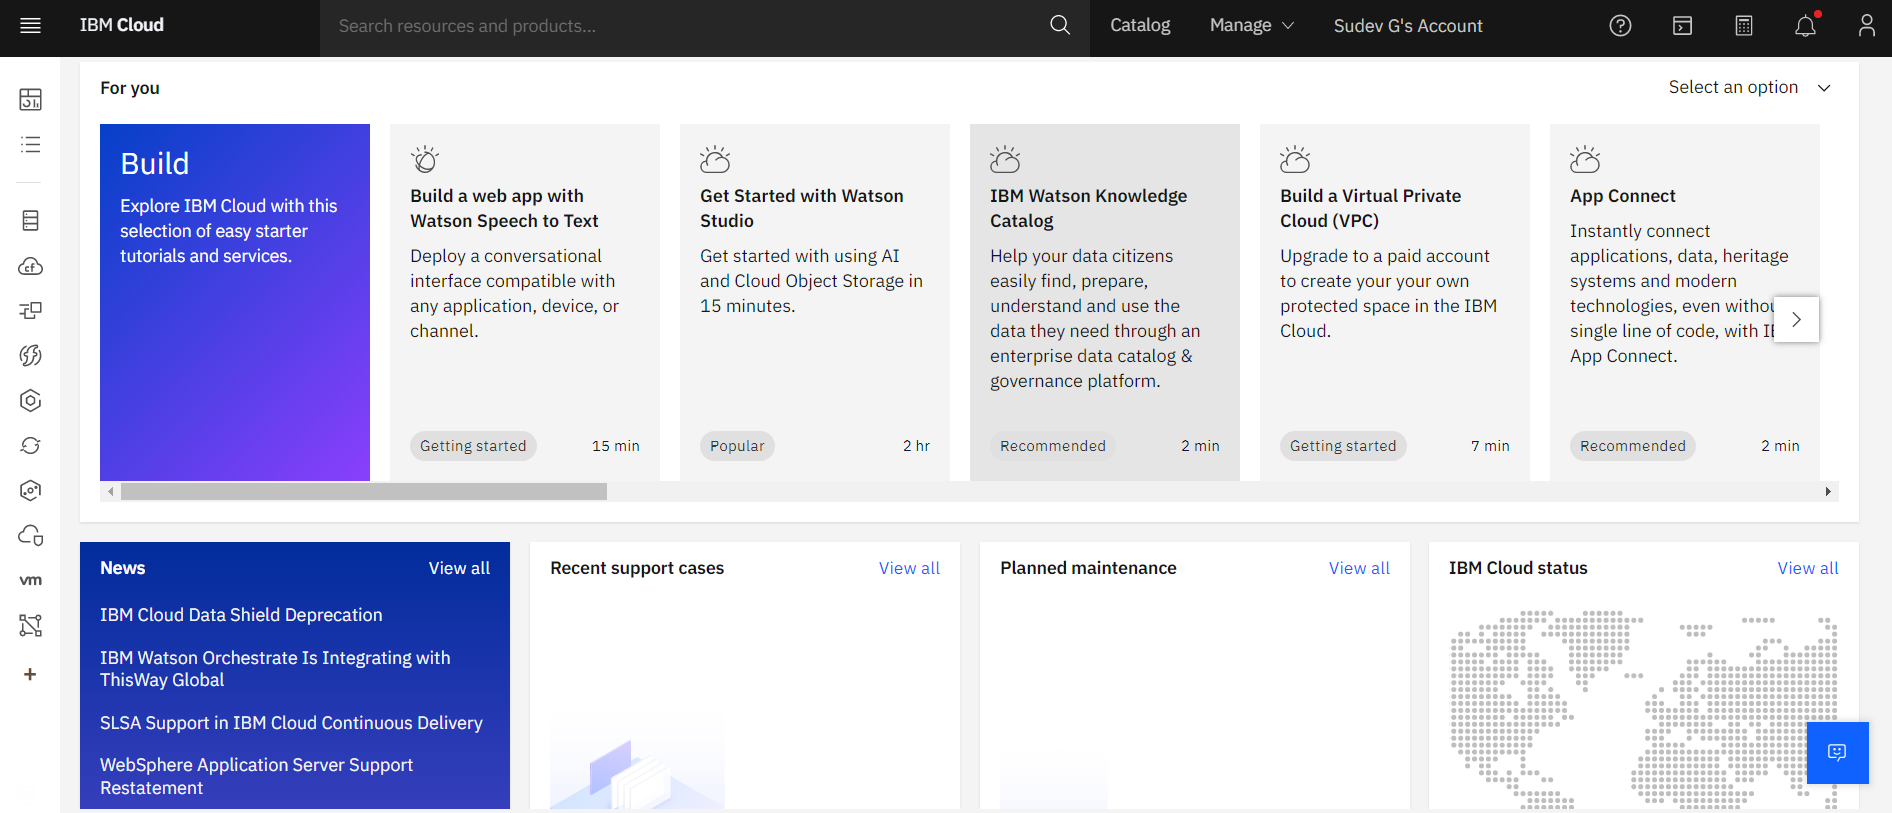 IBM Cloud
Search resources and products...
Catalog
Manage
Sudev G's Account
For you
Select an option
Build
Explore IBM Cloud with this
selection of easy starter
tutorials and services.
Build a web app with
Watson Speech to Text
Deploy a conversational
interface compatible with
any application, device, or
channel.
Getting started
15 min
Get Started with Watson
Studio
Get started with using AI
and Cloud Object Storage in
15 minutes.
Popular
2 hr
IBM Watson Knowledge
Catalog
Help your data citizens
easily find, prepare,
understand and use the
data they need through an
enterprise data catalog &
governance platform.
Recommended
2 min
Build a Virtual Private
Cloud (VPC)
Upgrade to a paid account
to create your your own
protected space in the IBM
Cloud.
Getting started
7 min
App Connect
Instantly connect
applications, data, heritage
systems and modern
technologies, even
single line of code, with
App Connect.
Recommended
2 min
cf
vm
News
View all
IBM Cloud Data Shield Deprecation
IBM Watson Orchestrate Is Integrating with
ThisWay Global
SLSA Support in IBM Cloud Continuous Delivery
WebSphere Application Server Support
Restatement
Recent support cases
View all
Planned maintenance
View all
IBM Cloud status
View all